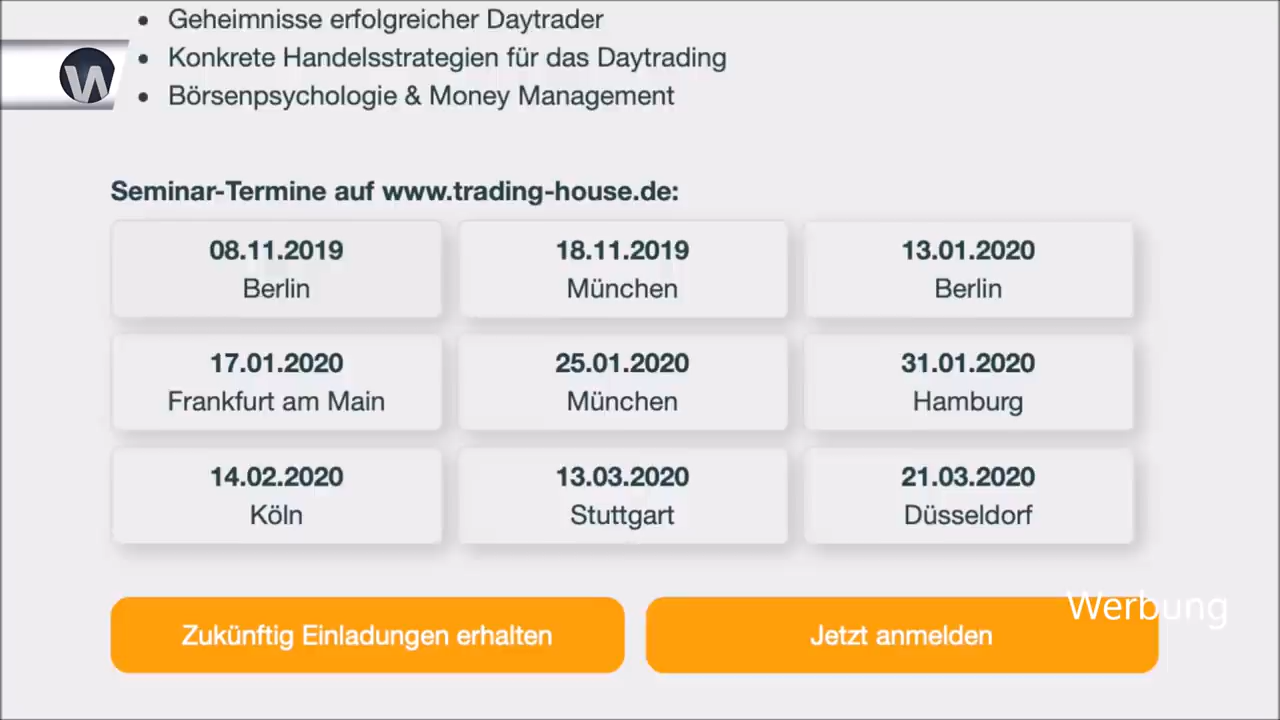 • Geheimnisse erfolgreicher Daytrader
• Konkrete Handelsstrategien für das Daytrading
W
• Börsenpsychologie & Money Management
Seminar-Termine auf www.trading-house.de:
08.11.2019
Berlin
18.11.2019
München
13.01.2020
Berlin
17.01.2020
Frankfurt am Main
25.01.2020
München
31.01.2020
Hamburg
14.02.2020
Köln
13.03.2020
Stuttgart
21.03.2020
Düsseldorf
Werbung
Zukünftig Einladungen erhalten
Jetzt anmelden